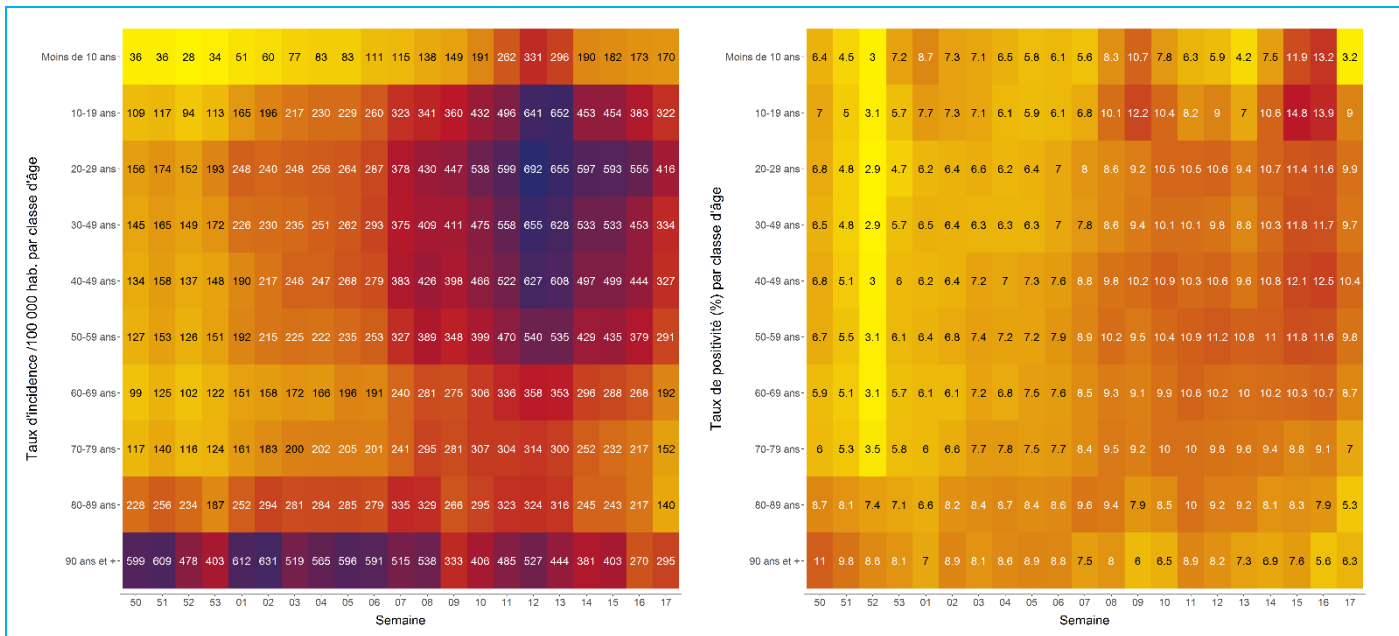 Taux d'incidence /100 000 hab. par classe d'âge
Moins de 10 ans 36 36 28 34 51 60 77 83 83 111 115 138 149 191 262 331 296 190 182 173 170
10-19 ans 109 117 94 113 165 196 217 230 229 260 323 341 360 432 496 641 652 453 454 383 322
20-29 ans 156 174 152 193 248 240 248 256 264 287 378 430 447 538 599 692 655 597 593 555 416
30-49 ans 145 165 149 172 226 230 235 251 262 293 375 409 411 475 558 655 628 533 533 453 334
40-49 ans 134 158 137 148 190 217 246 247 268 279 383 426 398 466 522 627 608 497 499 444 327
50-59 ans 127 153 126 151 192 215 225 222 235 253 327 389 348 399 470 540 535 429 435 379 291
60-69 ans 99 125 102 122 151 158 172 166 196 191 240 281 275 306 336 358 353 296 288 268 192
70-79 ans 117 140 116 124 161 183 200 202 205 201 241 295 281 307 304 314 300 252 232 217 152
80-89 ans 228 256 234 187 252 294 281 284 285 279 335 329 266 295 323 324 316 245 243 217 140
90 ans et + 599 609 478 403 612 631 519 565 596 591 515 538 333 406 485 527 444 381 403 270 295
50 51 52 53 01 02 03 04 05 06 07 08 09 10 11 12 13 14 15 16 17
Semaine
Taux de positivité (%) par classe d'âge
Moins de 10 ans 6.4 4.5 3 7.2 8.7 7.3 7.1 6.5 5.8 6.1 5.6 8.3 10.7 7.8 6.3 5.9 4.2 7.5 11.9 13.2 3.2
10-19 ans 7 5 3.1 5.7 7.7 7.3 7.1 6.1 5.9 6.1 6.8 10.1 12.2 10.4 8.2 9 7 10.6 14.8 13.9 9
20-29 ans 6.8 4.8 2.9 4.7 6.2 6.4 6.6 6.2 6.4 7 8 8.6 9.2 10.5 10.5 10.6 9.4 10.7 11.4 11.6 9.9
30-49 ans 6.5 4.8 2.9 5.7 6.5 6.4 6.3 6.3 6.3 7 7.8 8.6 9.4 10.1 10.1 9.8 8.8 10.3 11.8 11.7 9.7
40-49 ans 6.8 5.1 3 6 6.2 6.4 7.2 7 7.3 7.6 8.8 9.8 10.2 10.9 10.3 10.6 9.6 10.8 12.1 12.5 10.4
50-59 ans 6.7 5.5 3.1 6.1 6.4 6.8 7.4 7.2 7.2 7.9 8.9 10.2 9.5 10.4 10.9 11.2 10.8 11 11.8 11.6 9.8
60-69 ans 5.9 5.1 3.1 5.7 6.1 6.1 7.2 6.8 7.5 7.6 8.5 9.3 9.1 9.9 10.6 10.2 10 10.2 10.3 10.7 8.7
70-79 ans 6 5.3 3.5 5.8 6 6.6 7.7 7.8 7.5 7.7 8.4 9.5 9.2 10 10 9.8 9.6 9.4 8.8 9.1 7
80-89 ans 8.7 8.1 7.4 7.1 6.6 8.2 8.4 8.7 8.4 8.6 9.6 9.4 7.9 8.5 10 9.2 9.2 8.1 8.3 7.9 5.3
90 ans et + 11 9.8 8.6 8.1 7 8.9 8.1 8.6 8.9 8.8 7.5 8 6 6.5 8.9 8.2 7.3 6.9 7.6 5.6 6.3
50 51 52 53 01 02 03 04 05 06 07 08 09 10 11 12 13 14 15 16 17
Semaine